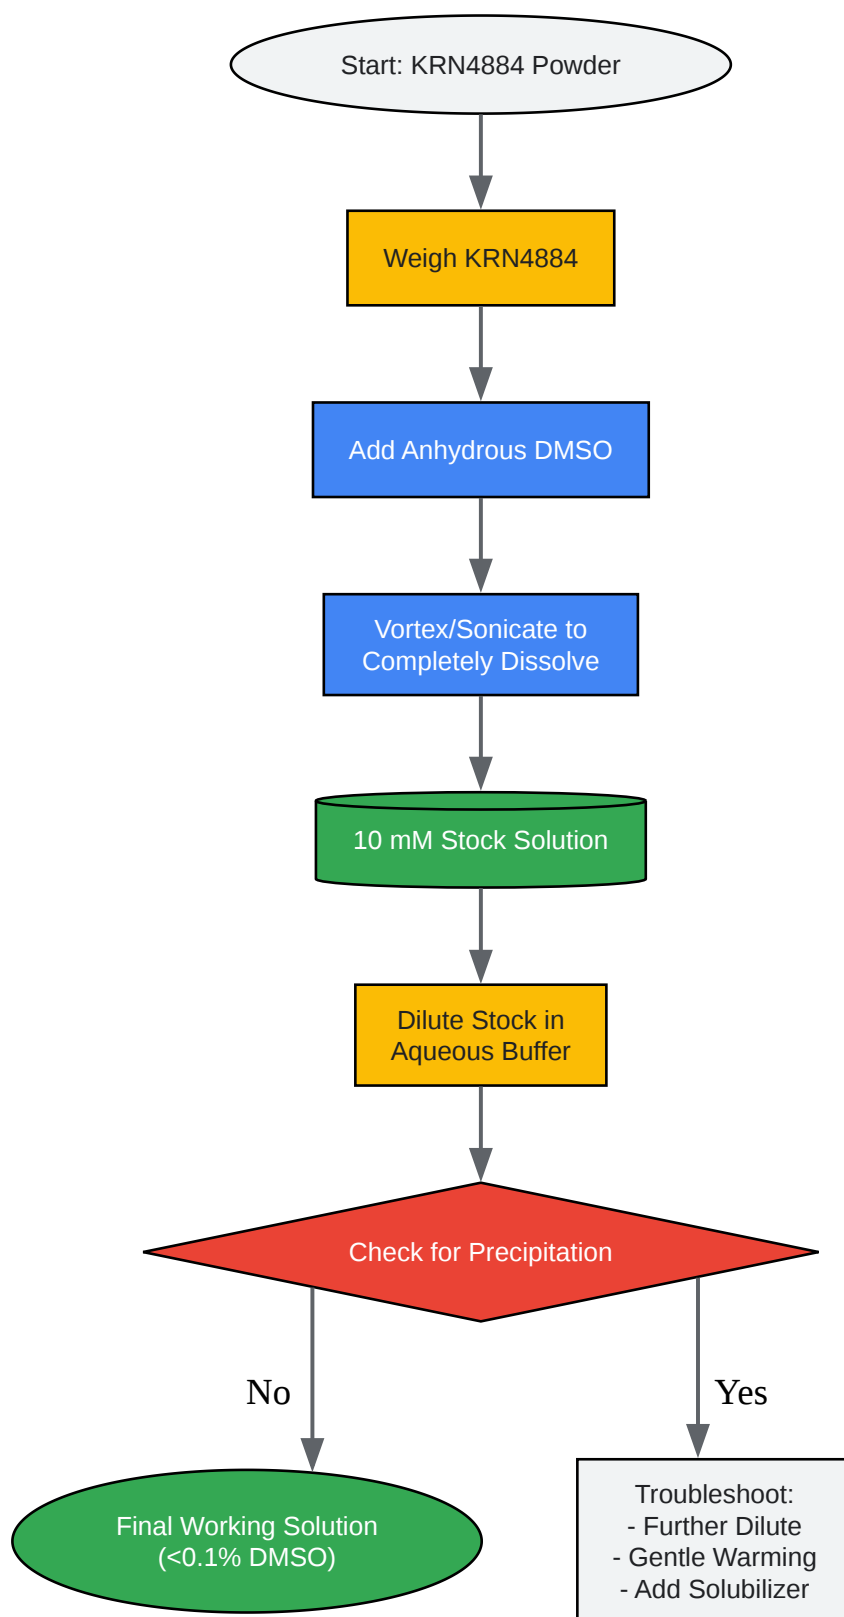 Start: KRN4884 Powder
Weigh KRN4884
Add Anhydrous DMSO
Vortex/Sonicate to
Completely Dissolve
10 mM Stock Solution
Dilute Stock in
Aqueous Buffer
Check for Precipitation
No
Yes
Final Working Solution
(<0.1% DMSO)
Troubleshoot:
- Further Dilute
- Gentle Warming
- Add Solubilizer